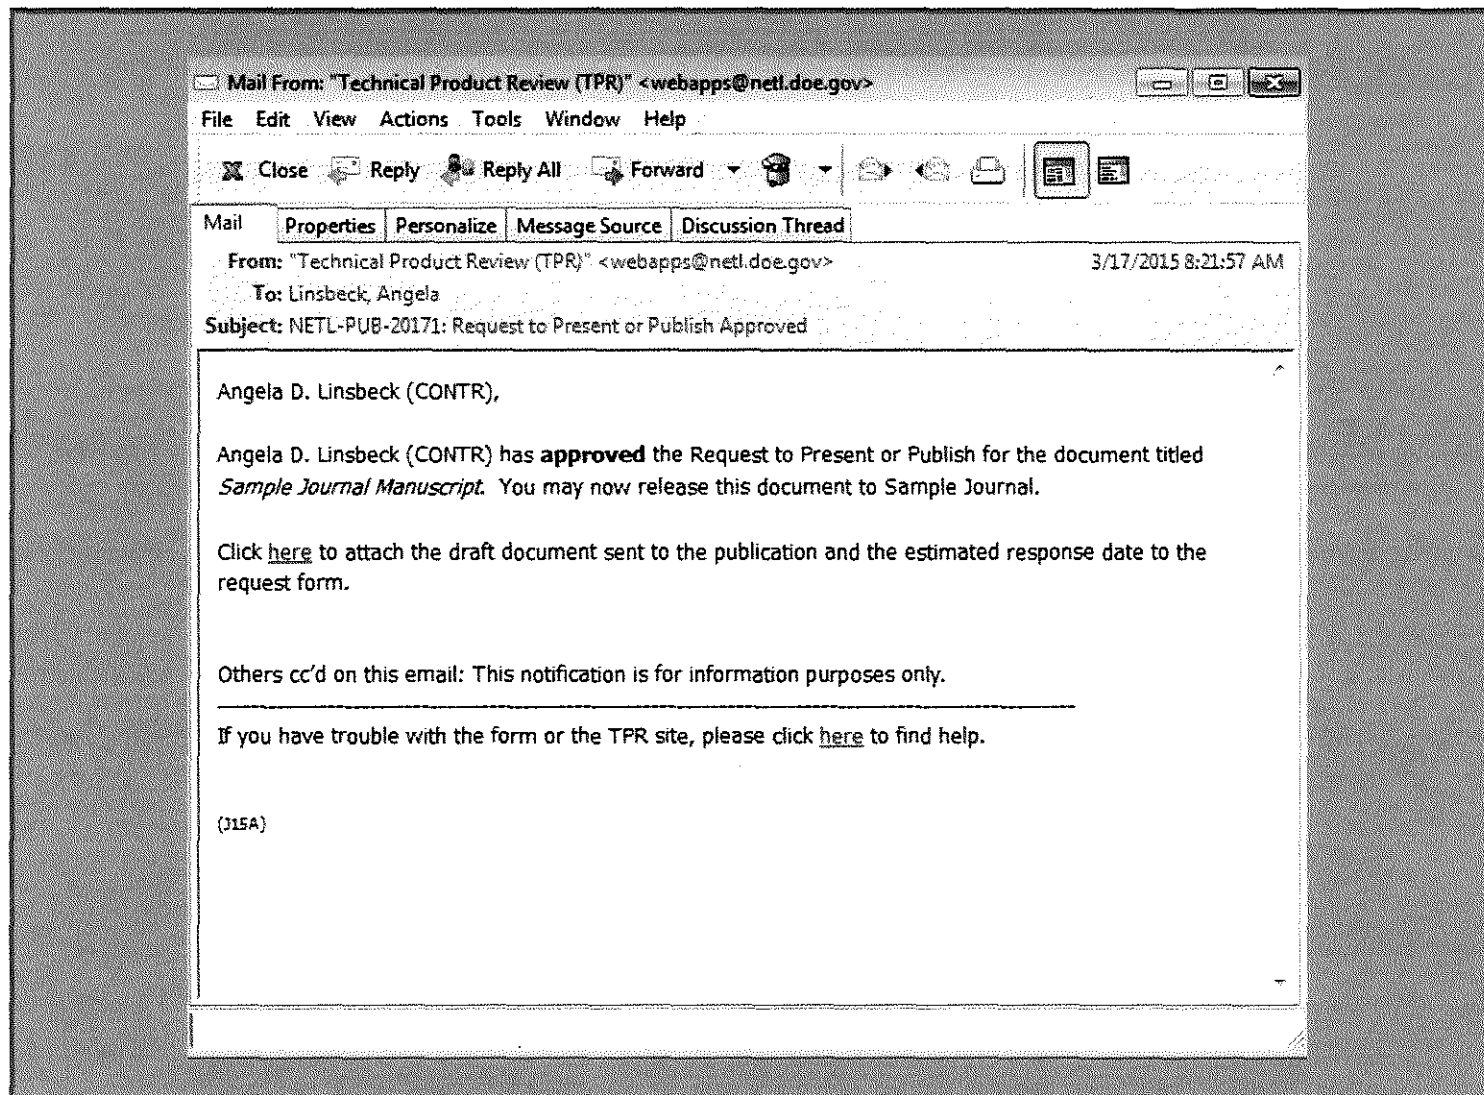 Mail From: "Technical Product Review (TPR)" <webapps@netl.doe.gov>
File Edit View Actions Tools Window Help
Close Reply Reply All Forward
Mail Properties Personalize Message Source Discussion Thread
From: "Technical Product Review (TPR)" <webapps@netl.doe.gov> 3/17/2015 8:21:57 AM
To: Linsbeck, Angela
Subject: NETL-PUB-20171: Request to Present or Publish Approved
Angela D. Linsbeck (CONTR),
Angela D. Linsbeck (CONTR) has approved the Request to Present or Publish for the document titled
Sample Journal Manuscript. You may now release this document to Sample Journal.
Click here to attach the draft document sent to the publication and the estimated response date to the
request form.
Others cc'd on this email: This notification is for information purposes only.
If you have trouble with the form or the TPR site, please click here to find help.
(J15A)